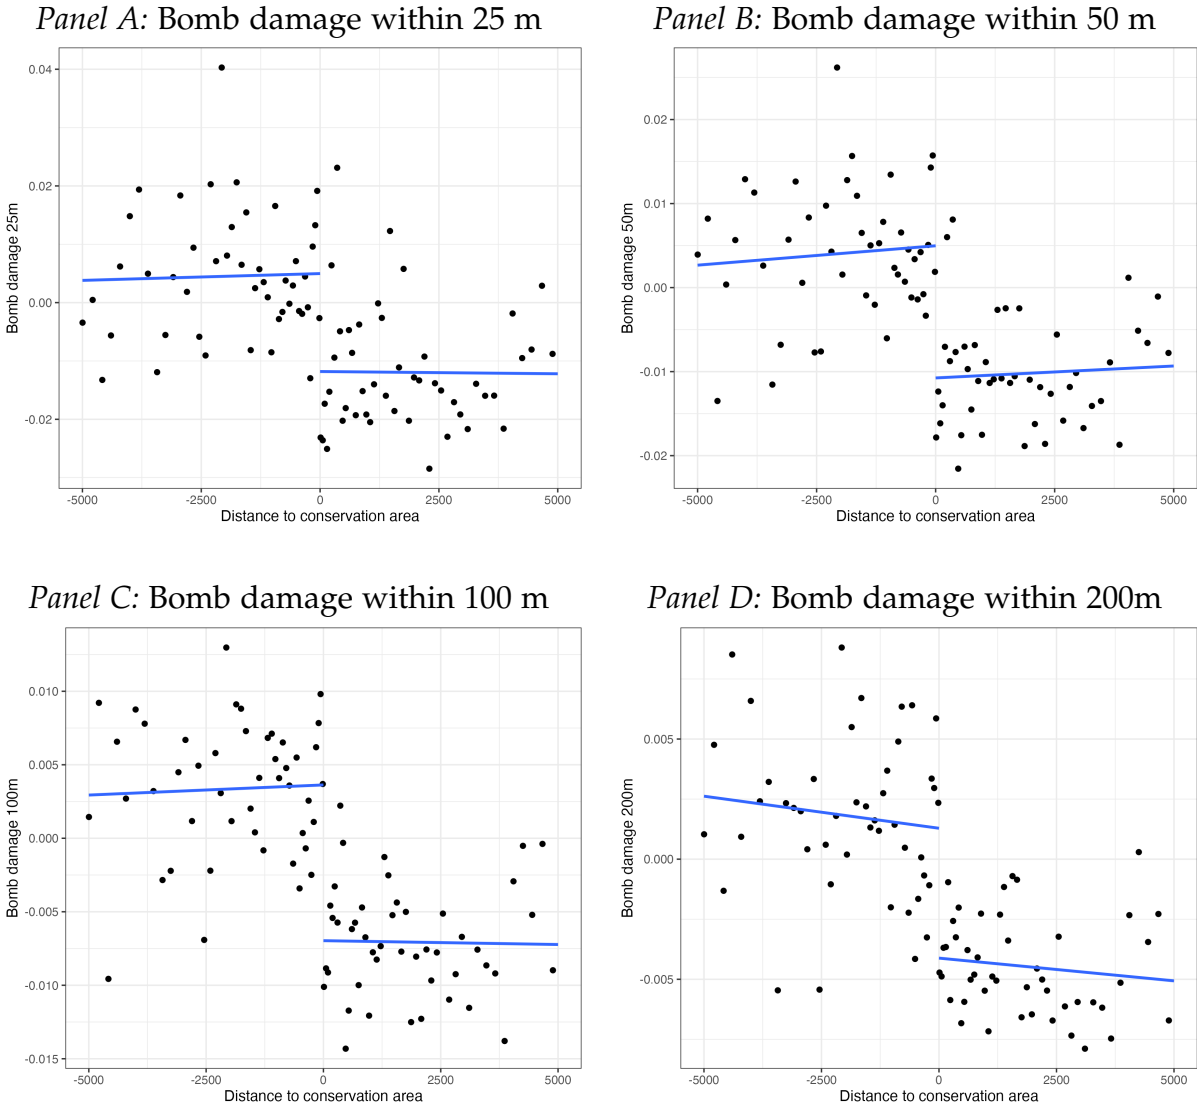 Panel A: Bomb damage within 25 m
Panel B: Bomb damage within 50 m
0.04
0.02
0.00
-0.02
Bomb damage 25m
-5000 -2500 0 2500 5000
Distance to conservation area
0.02
0.01
0.00
-0.01
-0.02
Bomb damage 50m
-5000 -2500 0 2500 5000
Distance to conservation area
Panel C: Bomb damage within 100 m
Panel D: Bomb damage within 200m
0.010
0.005
0.000
-0.005
-0.010
-0.015
Bomb damage 100m
-5000 -2500 0 2500 5000
Distance to conservation area
0.005
0.000
-0.005
Bomb damage 200m
-5000 -2500 0 2500 5000
Distance to conservation area